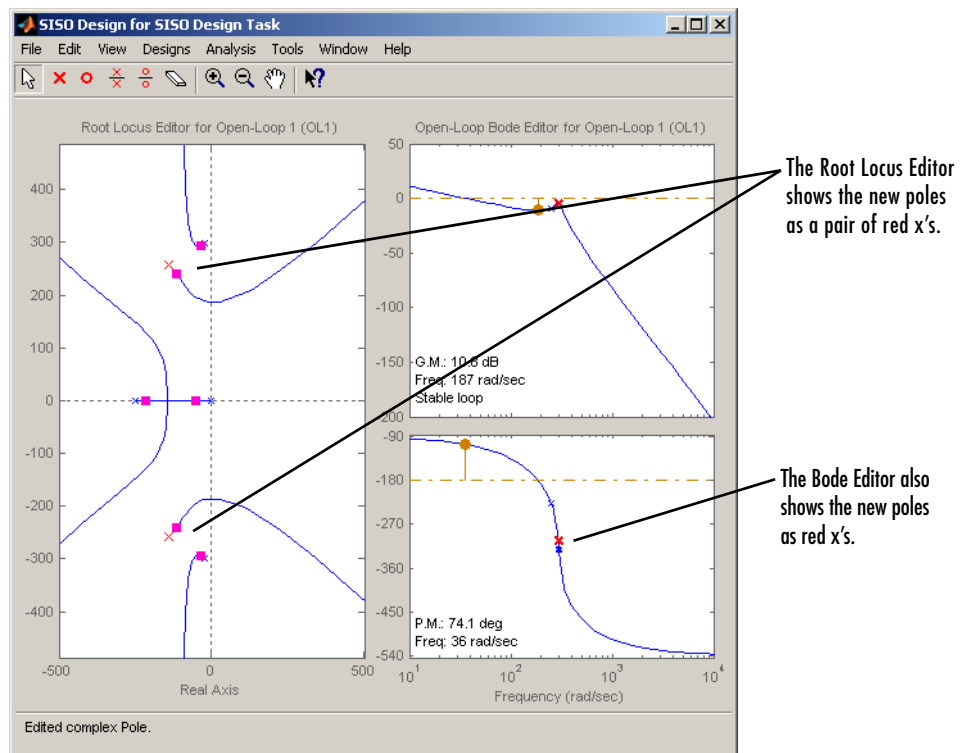 SISO Design for SISO Design Task
File Edit View Designs Analysis Tools Window Help
Root Locus Editor for Open-Loop 1 (OL1)
400
300
200
100
0
-100
-200
-300
-400
-500
0
500
Real Axis
Open-Loop Bode Editor for Open-Loop 1 (OL1)
50
0
-50
-100
-150
-200
G.M.: 10.8 dB
Freq: 187 rad/sec
Stable loop
-90
-180
-270
-360
-450
-540
P.M.: 74.1 deg
Freq: 36 rad/sec
10^1
10^2
10^3
10^4
Frequency (rad/sec)
Edited complex Pole.
The Root Locus Editor
shows the new poles
as a pair of red x's.
The Bode Editor also
shows the new poles
as red x's.